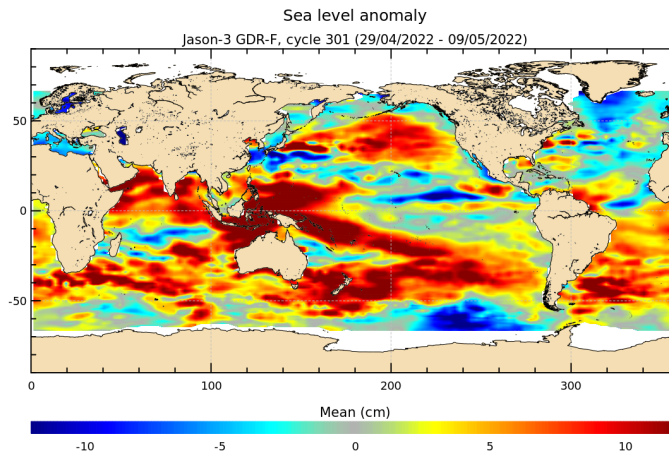 Sea level anomaly
Jason-3 GDR-F, cycle 301 (29/04/2022 - 09/05/2022)
50
0
-50
0 100 200 300
Mean (cm)
-10 -5 0 5 10